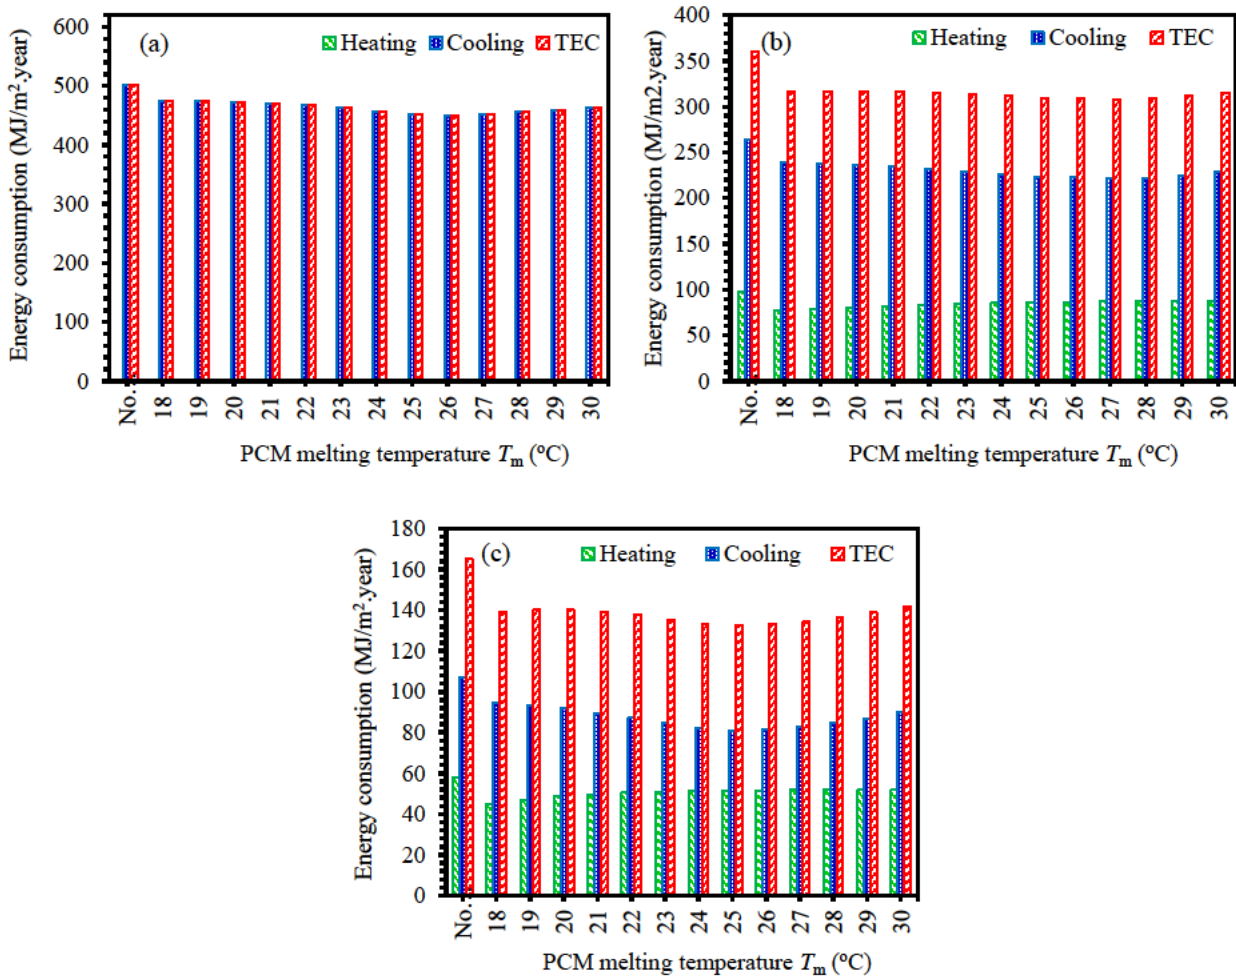 (a)
Heating Cooling TEC
Energy consumption (MJ/m².year)
600
500
400
300
200
100
0
No. 18 19 20 21 22 23 24 25 26 27 28 29 30
PCM melting temperature Tm (ºC)
(b)
Heating Cooling TEC
Energy consumption (MJ/m2.year)
400
350
300
250
200
150
100
50
0
No. 18 19 20 21 22 23 24 25 26 27 28 29 30
PCM melting temperature Tm (ºC)
(c)
Heating Cooling TEC
Energy consumption (MJ/m².year)
180
160
140
120
100
80
60
40
20
0
No. 18 19 20 21 22 23 24 25 26 27 28 29 30
PCM melting temperature Tm (ºC)